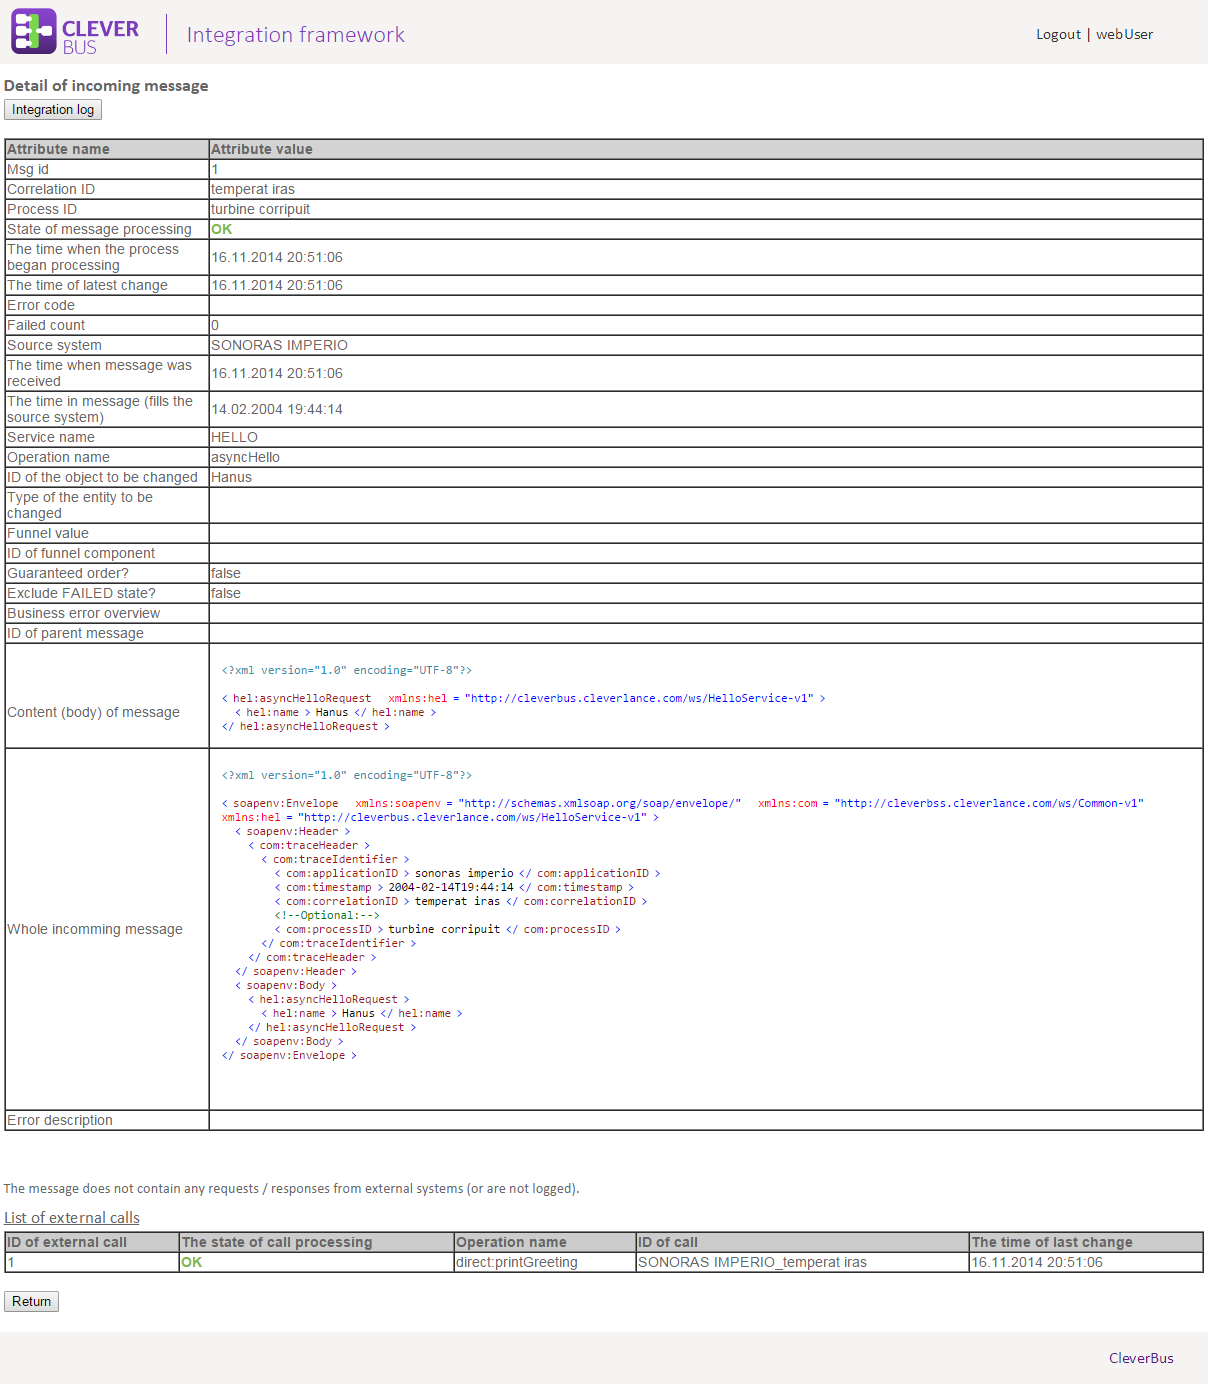 CLEVER
BUS
Integration framework
Logout | webUser
Detail of incoming message
Integration log
Attribute name Attribute value
Msg id 1
Correlation ID temperat iras
Process ID turbine corripuit
State of message processing OK
The time when the process
began processing 16.11.2014 20:51:06
The time of latest change 16.11.2014 20:51:06
Error code
Failed count 0
Source system SONORAS IMPERIO
The time when message was
received 16.11.2014 20:51:06
The time in message (fills the
source system) 14.02.2004 19:44:14
Service name HELLO
Operation name asyncHello
ID of the object to be changed Hanus
Type of the entity to be
changed
Funnel value
ID of funnel component
Guaranteed order? false
Exclude FAILED state? false
Business error overview
ID of parent message
Content (body) of message
<?xml version="1.0" encoding="UTF-8"?>
< hel:asyncHelloRequest xmlns:hel = "http://cleverbus.cleverlance.com/ws/HelloService-v1" >
< hel:name > Hanus </ hel:name >
</ hel:asyncHelloRequest >
Whole incomming message
<?xml version="1.0" encoding="UTF-8"?>
< soapenv:Envelope xmlns:soapenv = "http://schemas.xmlsoap.org/soap/envelope/" xmlns:com = "http://cleverbss.cleverlance.com/ws/Common-v1"
xmlns:hel = "http://cleverbus.cleverlance.com/ws/HelloService-v1" >
< soapenv:Header >
< com:traceHeader >
< com:traceIdentifier >
< com:applicationID > sonoras imperio </ com:applicationID >
< com:timestamp > 2004-02-14T19:44:14 </ com:timestamp >
< com:correlationID > temperat iras </ com:correlationID >
<!--Optional:-->
< com:processID > turbine corripuit </ com:processID >
</ com:traceIdentifier >
</ com:traceHeader >
</ soapenv:Header >
< soapenv:Body >
< hel:asyncHelloRequest >
< hel:name > Hanus </ hel:name >
</ hel:asyncHelloRequest >
</ soapenv:Body >
</ soapenv:Envelope >
Error description
The message does not contain any requests / responses from external systems (or are not logged).
List of external calls
ID of external call The state of call processing Operation name ID of call The time of last change
1 OK direct:printGreeting SONORAS IMPERIO_temperat iras 16.11.2014 20:51:06
Return
CleverBus